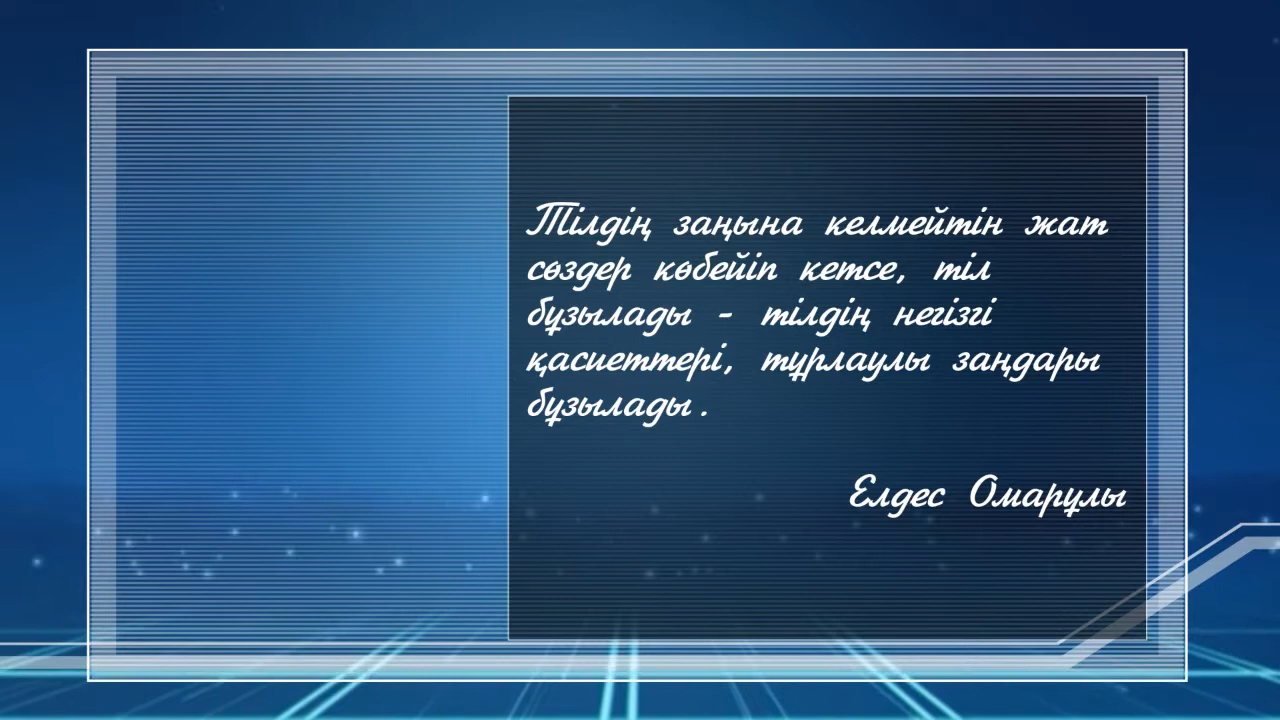 Тілдің заңына келмейтін жат
сөздер көбейіп кетсе, тіл
бұзылады - тілдің негізгі
қасиеттері, тұрлаулы заңдары
бұзылады.
Елдес Омарұлы